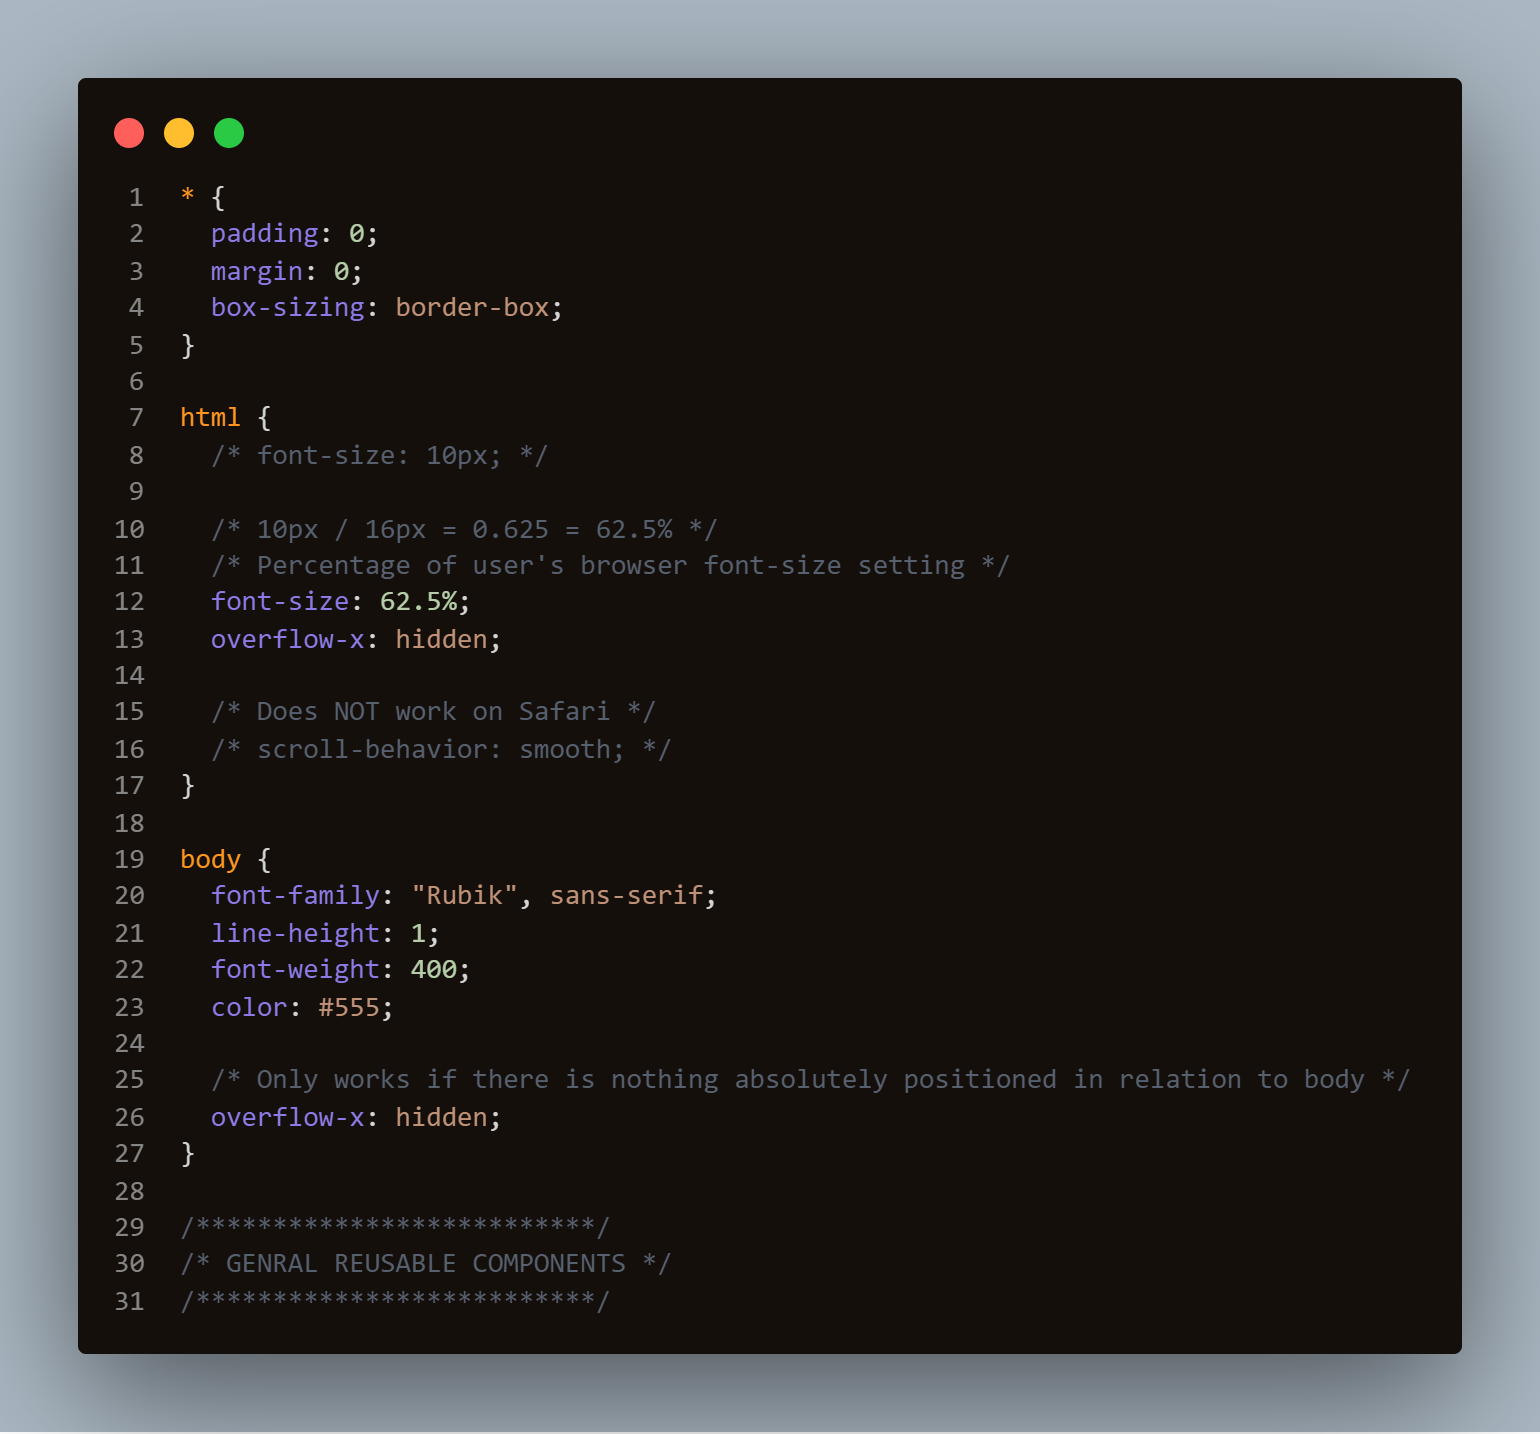 1 * {
2   padding: 0;
3   margin: 0;
4   box-sizing: border-box;
5 }
6
7 html {
8   /* font-size: 10px; */
9
10   /* 10px / 16px = 0.625 = 62.5% */
11   /* Percentage of user's browser font-size setting */
12   font-size: 62.5%;
13   overflow-x: hidden;
14
15   /* Does NOT work on Safari */
16   /* scroll-behavior: smooth; */
17 }
18
19 body {
20   font-family: "Rubik", sans-serif;
21   line-height: 1;
22   font-weight: 400;
23   color: #555;
24
25   /* Only works if there is nothing absolutely positioned in relation to body */
26   overflow-x: hidden;
27 }
28
29 /**************************/
30 /* GENRAL REUSABLE COMPONENTS */
31 /**************************/